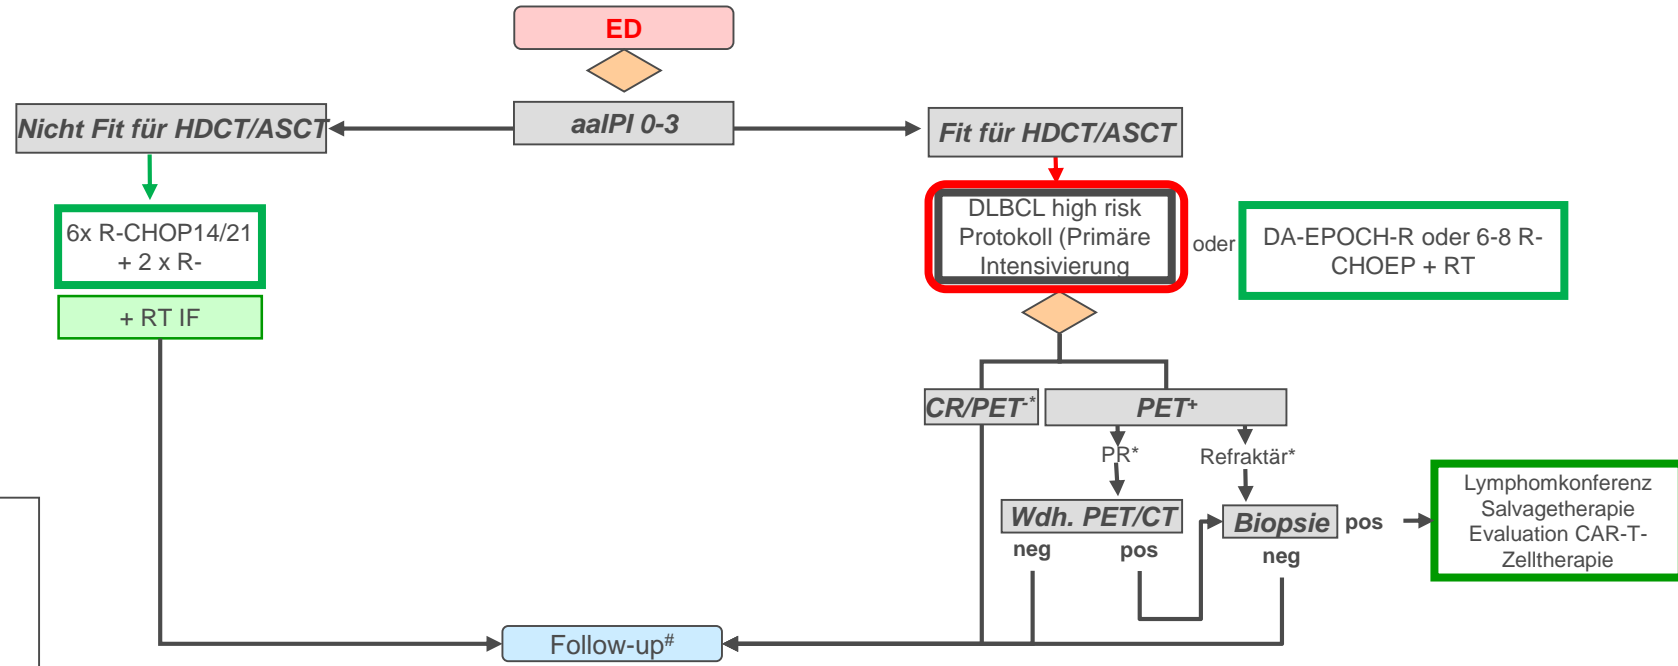 ED
Nicht Fit für HDCT/ASCT
aaIPI 0-3
Fit für HDCT/ASCT
6x R-CHOP14/21
+ 2 x R-
+ RT IF
DLBCL high risk
Protokoll (Primäre
Intensivierung
oder
DA-EPOCH-R oder 6-8 R-
CHOEP + RT
CR/PET-*
PET+
PR*
Refraktär*
Wdh. PET/CT
neg
pos
Biopsie
pos
neg
Lymphomkonferenz
Salvagetherapie
Evaluation CAR-T-
Zelltherapie
Follow-up#